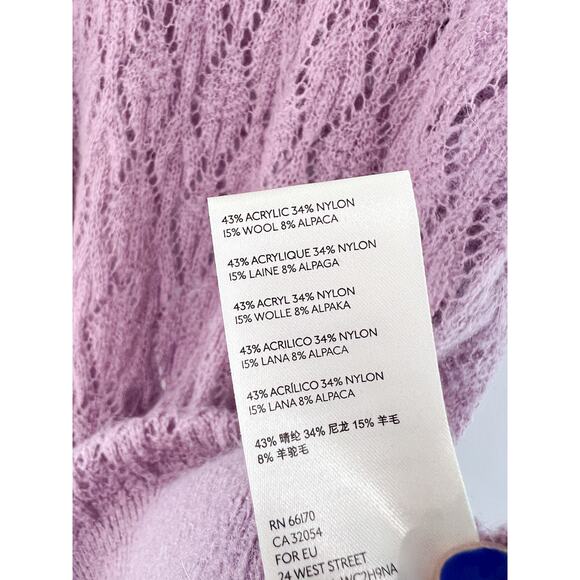 43% ACRYLIC 34% NYLON
15% WOOL 8% ALPACA
43% ACRYLIQUE 34% NYLON
15% LAINE 8% ALPAGA
43% ACRYL 34% NYLON
15% WOLLE 8% ALPAKA
43% ACRILICO 34% NYLON
15% LANA 8% ALPACA
43% ACRÍLICO 34% NYLON
15% LANA 8% ALPACA
43% 晴纶 34% 尼龙 15% 羊毛
8% 羊驼毛
RN 66170
CA 32054
FOR EU
24 WEST STREET
WC2H9NA